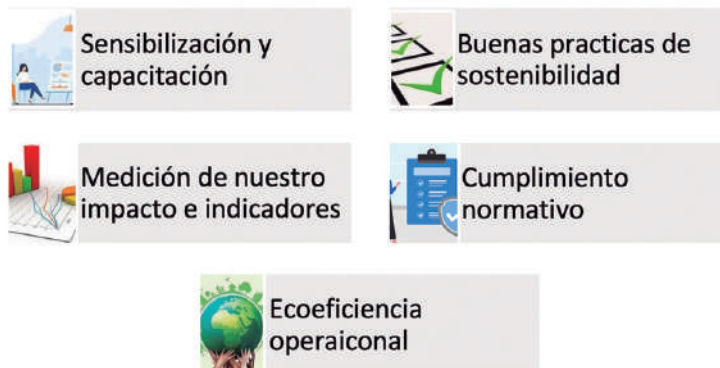 Sensibilización y
capacitación
Buenas practicas de
sostenibilidad
Medición de nuestro
impacto e indicadores
Cumplimiento
normativo
Ecoeficiencia
operaiconal